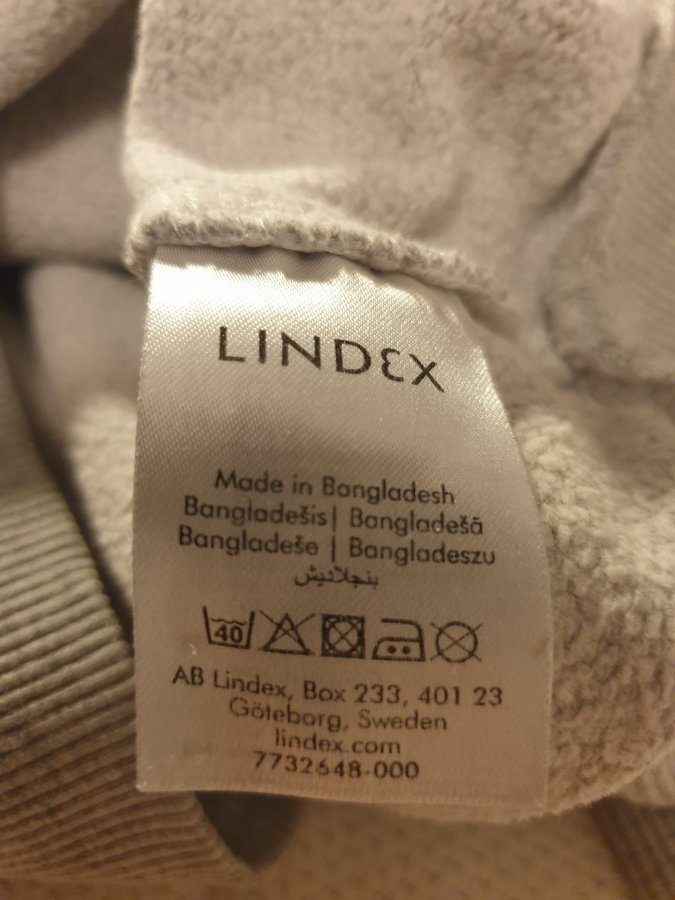 LINDEX
Made in Bangladesh
Bangladešis| Bangladešā
Bangladeše | Bangladeszu
بنجلاديش
40
AB Lindex, Box 233, 401 23
Göteborg, Sweden
lindex.com
7732648-000